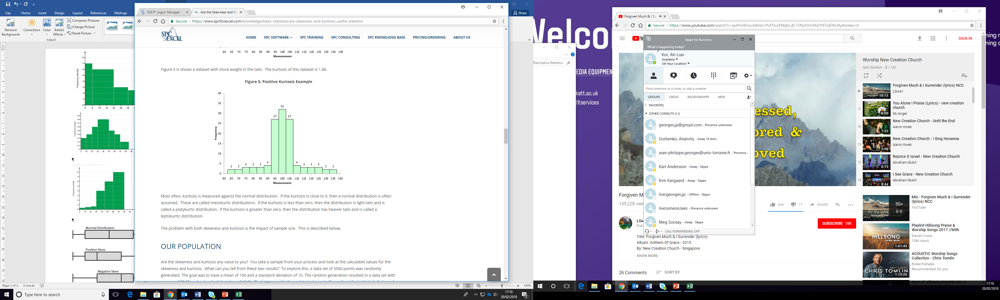 File Home Insert Design Layout References Mailings
Share
Remove Background
Corrections
Color
Artistic Effects
Compress Pictures
Change Picture
Reset Picture
Adjust
Frequency density
Frequency density
Frequency density
Normal Distribution
Positive Skew
Negative Skew
Page 2 of 2 0 words
100%
SAS® Logon Manager
Are the Skewness and Ku
Secure https://www.spcforexcel.com/knowledge/basic-statistics/are-skewness-and-kurtosis-useful-statistics
SPC
EXCEL
HOME SPC SOFTWARE SPC TRAINING SPC CONSULTING SPC KNOWLEDGE BASE PRICING/ORDERING ABOUT US
60 65 70 75 80 85 90 95 100 105 110 115 120 125 130 135 140
Measurement
Figure 5 is shows a dataset with more weight in the tails. The kurtosis of this dataset is 1.86.
Figure 5: Positive Kurtosis Example
40
35
30
25
20
15
10
5
0
Frequency
2 2 3 3 3 4 27 32 27 4 3 3 3 2 2
60 65 70 75 80 85 90 95 100 105 110 115 120 125 130 135 140
Measurement
Most often, kurtosis is measured against the normal distribution. If the kurtosis is close to 0, then a normal distribution is often
assumed. These are called mesokurtic distributions. If the kurtosis is less than zero, then the distribution is light tails and is
called a platykurtic distribution. If the kurtosis is greater than zero, then the distribution has heavier tails and is called a
leptokurtic distribution.
The problem with both skewness and kurtosis is the impact of sample size. This is described below.
OUR POPULATION
Are the skewness and kurtosis any value to you? You take a sample from your process and look at the calculated values for the
skewness and kurtosis. What can you tell from these two results? To explore this, a data set of 5000 points was randomly
generated. The goal was to have a mean of 100 and a standard deviation of 10. The random generation resulted in a data set with
Type here to search
17:10
20/02/2018
Welco
Descriptive Statistics
EDIA EQUIPMEN
kett.ac.uk
/itservices
Forgiven Much & I Su
Secure https://www.youtube.com/watch?v=Jjs4Ym8EmvA&list=PL8TIuJXWqbCdC72NzXYm9ADYtFOdDKU4y&index=8
SIGN IN
Skype for Business
What's happening today?
Kor, Ah-Lian
Available
Set Your Location
Find someone or a room, or dial a number
GROUPS STATUS RELATIONSHIPS NEW
FAVORITES
OTHER CONTACTS (11)
georges.jp@gmail.com - Presence unknown
Gorbenko, Anatoliy - Away 10 mins
jean-philippe.georges@univ-lorraine.fr - Presence...
Karl Andersson - Away - Skype
Kim Kargaard - Away - Skype
live:georges.jp - Offline - Skype
live:simeon.lees - Presence unknown
Meg Soosay - Away - Skype
CALL FORWARDING OFF
essed,
ored &
oved
Forgiven M
139,228 view
446 17 SHARE
LSw
Pub
SUBSCRIBE 18K
Title: Forgiven Much & I Surrender (lyrics)
Album: Anthem Of Grace - 2015
By: New Creation Church - Singapore
SHOW MORE
26 Comments SORT BY
Worship New Creation Church
Goh Gordon - 8 / 101
Forgiven Much & I Surrender (lyrics) NCC
LSwe1
10:13
9
You Alone I Praise (Lyrics) - new creation
church
bb Angel
6:00
10
New Creation Church - Until the End
Aaron Kwek
7:33
11
New Creation Church - I Sing Hosanna
Aaron Kwek
5:56
12
Rejoice O Israel - New Creation Church
Abraham Bukit
6:15
13
I See Grace - New Creation Church
Abraham Bukit
8:44
Mix - Forgiven Much & I Surrender
(lyrics) NCC
YouTube
50+
Playlist Hillsong Praise &
Worship Songs 2017 //With
Daniel Costa
15M views
HILLSONG
1:01:45
ACOUSTIC Worship Songs
Collection - Chris Tomlin
Rodel Pañales
Recommended for you
acoustic
CHRIS TOMLIN
1:10:26
Best Of Hillsong Worship Mix 2
17:10
20/02/2018